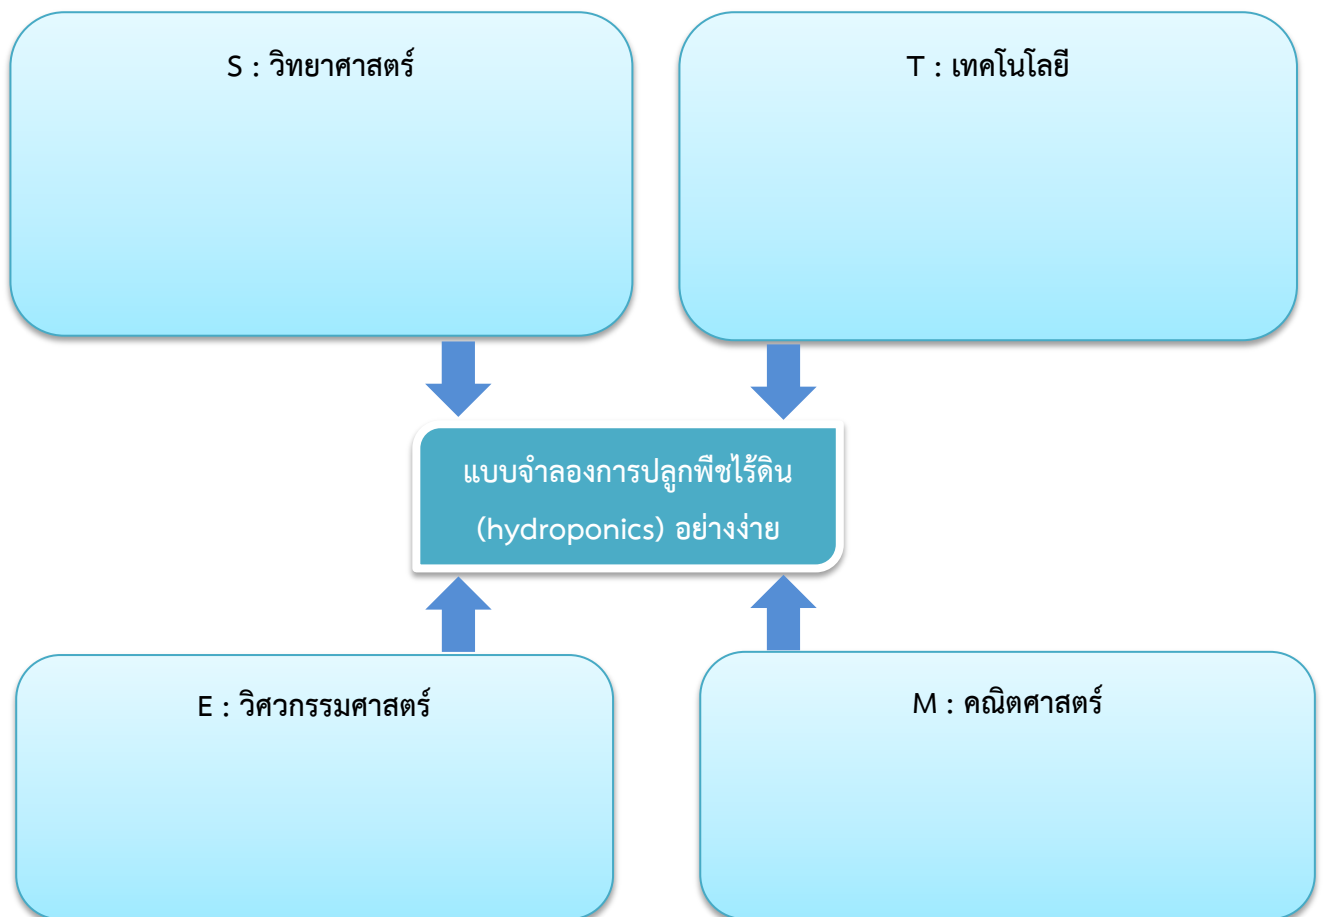 S : วิทยาศาสตร์
T : เทคโนโลยี
แบบจำลองการปลูกพืชไร้ดิน
(hydroponics) อย่างง่าย
E : วิศวกรรมศาสตร์
M : คณิตศาสตร์